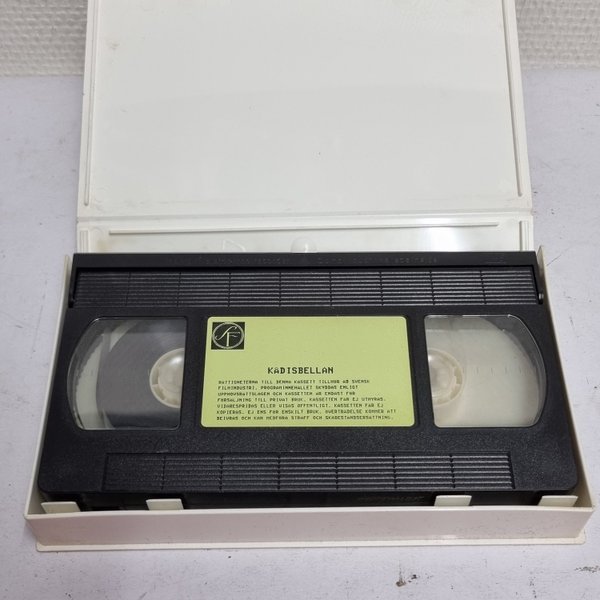 SF
KÅDISBELLAN
RÄTTIGHETERNA TILL DENNA KASSETT TILLHÖR AB SVENSK
FILMINDUSTRI. PROGRAMINNEHÅLLET SKYDDAR ENLIGT
UPPHOVSRÄTTSLAGEN OCH KASSETTEN ÄR ENDAST FÖR
FÖRSÄLJNING TILL PRIVAT BRUK. KASSETTEN FÅR EJ UTHYRAS,
VIDARESPRIDAS ELLER VISAS OFFENTLIGT. KASSETTEN FÅR EJ
KOPIERAS, EJ ENS FÖR ENSKILT BRUK. ÖVERTRÄDELSE KOMMER ATT
BEIVRAS OCH KAN MEDFÖRA STRAFF OCH SKADESTÅNDSERSÄTTNING.